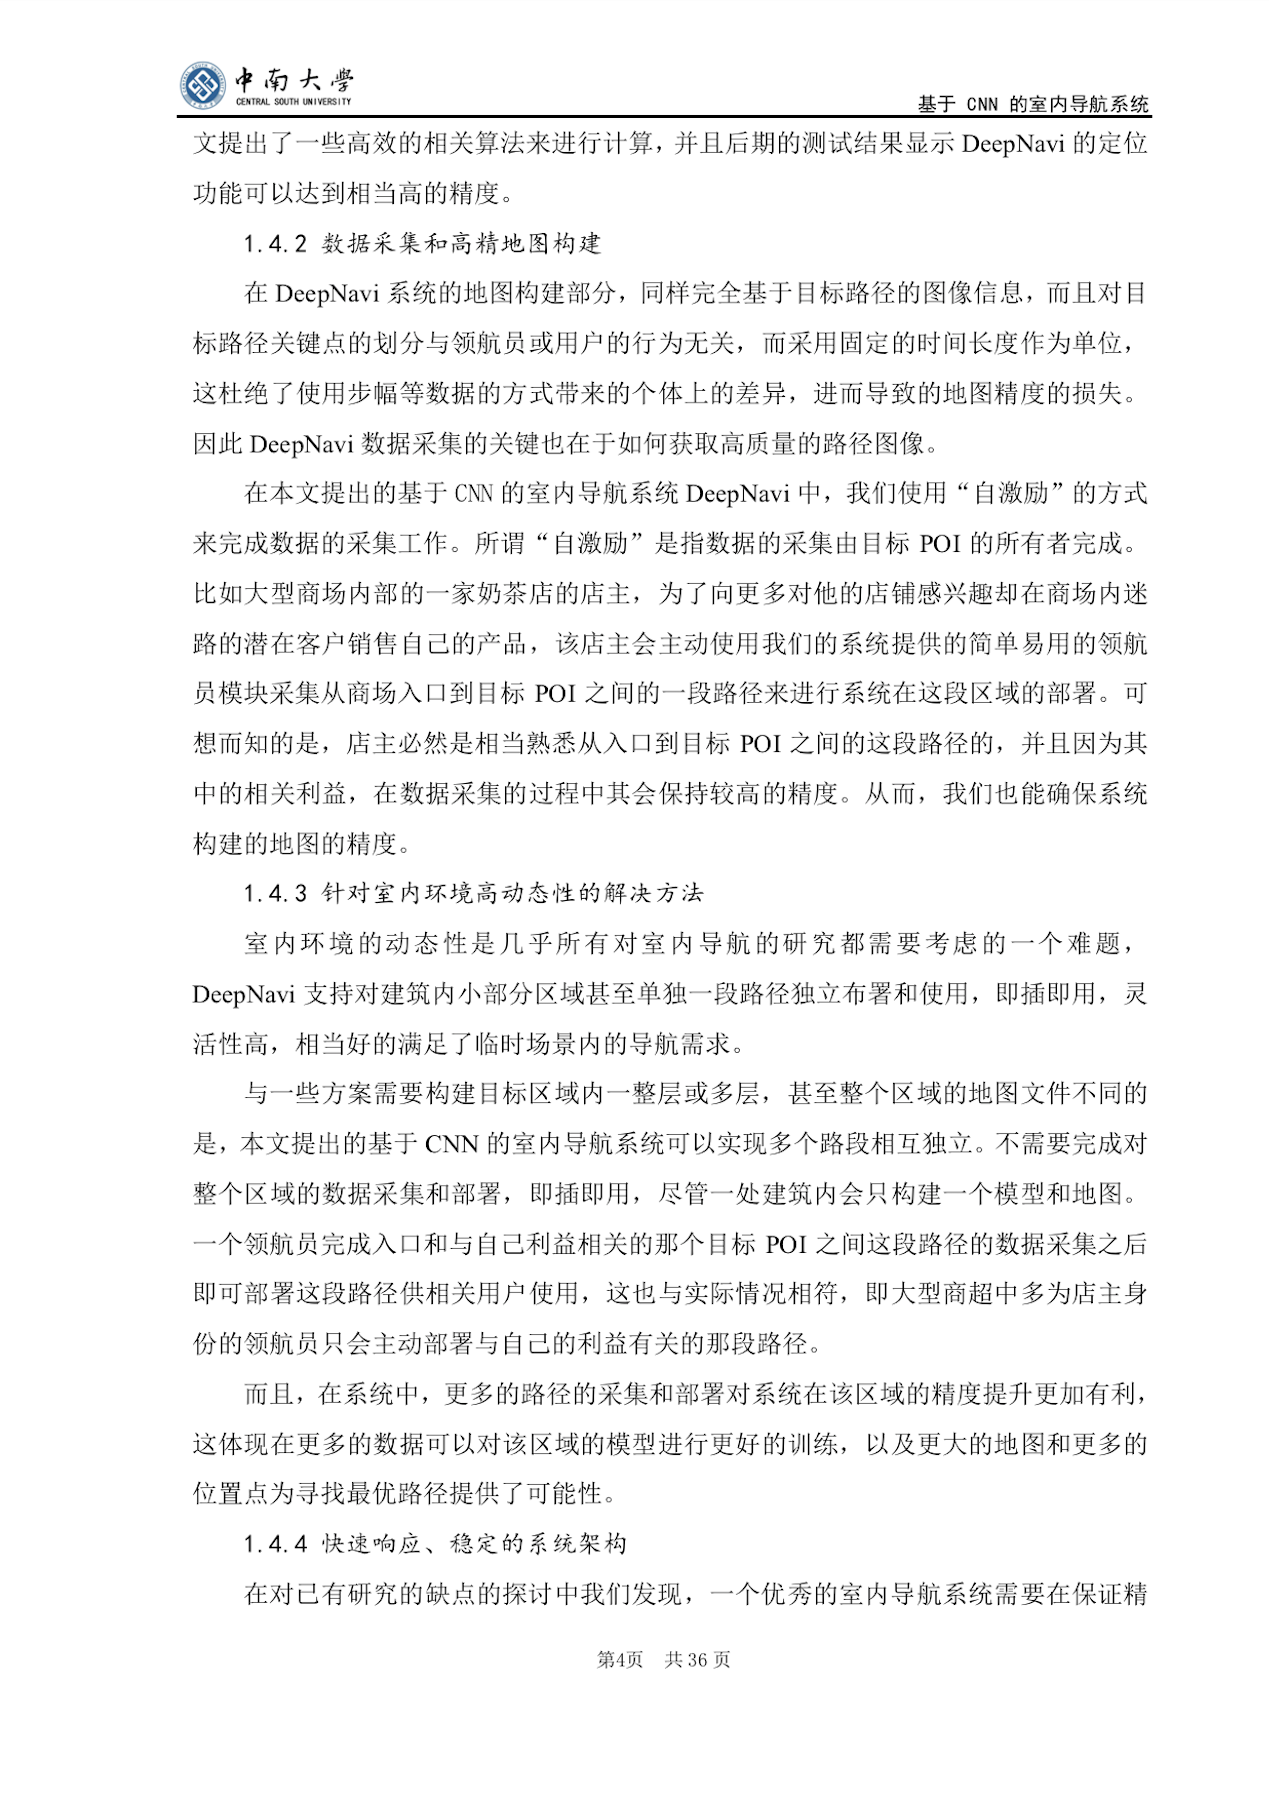 中南大学
CENTRAL SOUTH UNIVERSITY
基于 CNN 的室内导航系统
文提出了一些高效的相关算法来进行计算，并且后期的测试结果显示 DeepNavi 的定位
功能可以达到相当高的精度。
1.4.2 数据采集和高精地图构建
在 DeepNavi 系统的地图构建部分，同样完全基于目标路径的图像信息，而且对目
标路径关键点的划分与领航员或用户的行为无关，而采用固定的时间长度作为单位，
这杜绝了使用步幅等数据的方式带来的个体上的差异，进而导致的地图精度的损失。
因此 DeepNavi 数据采集的关键也在于如何获取高质量的路径图像。
在本文提出的基于 CNN 的室内导航系统 DeepNavi 中，我们使用“自激励”的方式
来完成数据的采集工作。所谓“自激励”是指数据的采集由目标 POI 的所有者完成。
比如大型商场内部的一家奶茶店的店主，为了向更多对他的店铺感兴趣却在商场内迷
路的潜在客户销售自己的产品，该店主会主动使用我们的系统提供的简单易用的领航
员模块采集从商场入口到目标 POI 之间的一段路径来进行系统在这段区域的部署。可
想而知的是，店主必然是相当熟悉从入口到目标 POI 之间的这段路径的，并且因为其
中的相关利益，在数据采集的过程中其会保持较高的精度。从而，我们也能确保系统
构建的地图的精度。
1.4.3 针对室内环境高动态性的解决方法
室内环境的动态性是几乎所有对室内导航的研究都需要考虑的一个难题，
DeepNavi 支持对建筑内小部分区域甚至单独一段路径独立布署和使用，即插即用，灵
活性高，相当好的满足了临时场景内的导航需求。
与一些方案需要构建目标区域内一整层或多层，甚至整个区域的地图文件不同的
是，本文提出的基于 CNN 的室内导航系统可以实现多个路段相互独立。不需要完成对
整个区域的数据采集和部署，即插即用，尽管一处建筑内会只构建一个模型和地图。
一个领航员完成入口和与自己利益相关的那个目标 POI 之间这段路径的数据采集之后
即可部署这段路径供相关用户使用，这也与实际情况相符，即大型商超中多为店主身
份的领航员只会主动部署与自己的利益有关的那段路径。
而且，在系统中，更多的路径的采集和部署对系统在该区域的精度提升更加有利，
这体现在更多的数据可以对该区域的模型进行更好的训练，以及更大的地图和更多的
位置点为寻找最优路径提供了可能性。
1.4.4 快速响应、稳定的系统架构
在对已有研究的缺点的探讨中我们发现，一个优秀的室内导航系统需要在保证精
第4页 共 36 页